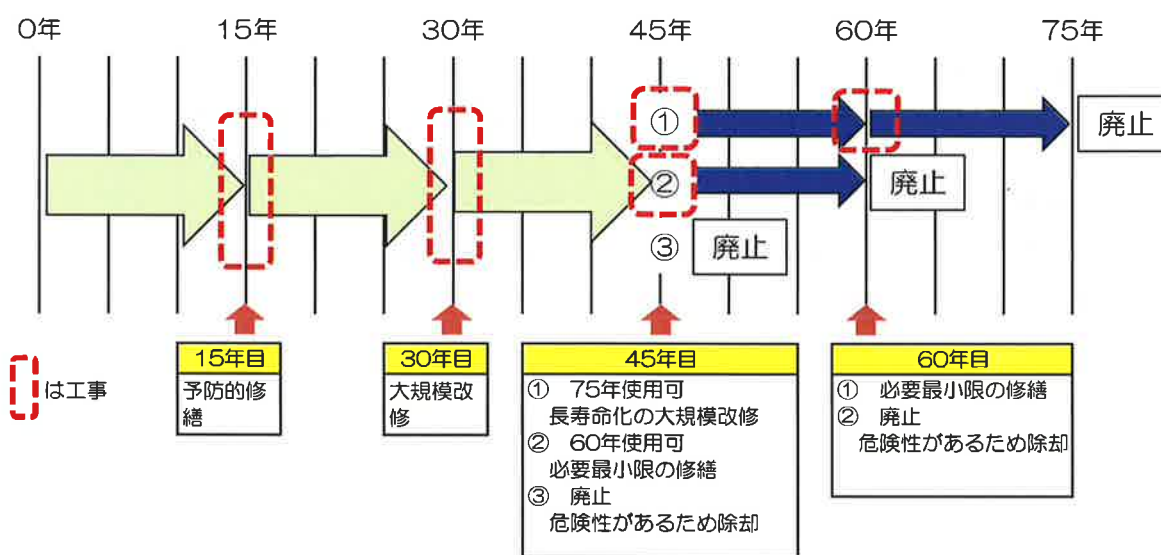 0年
15年
30年
45年
60年
75年
①
廃止
②
廃止
③
廃止
は工事
15年目
予防的修
繕
30年目
大規模改
修
45年目
① 75年使用可
長寿命化の大規模改修
② 60年使用可
必要最小限の修繕
③ 廃止
危険性があるため除却
60年目
① 必要最小限の修繕
② 廃止
危険性があるため除却